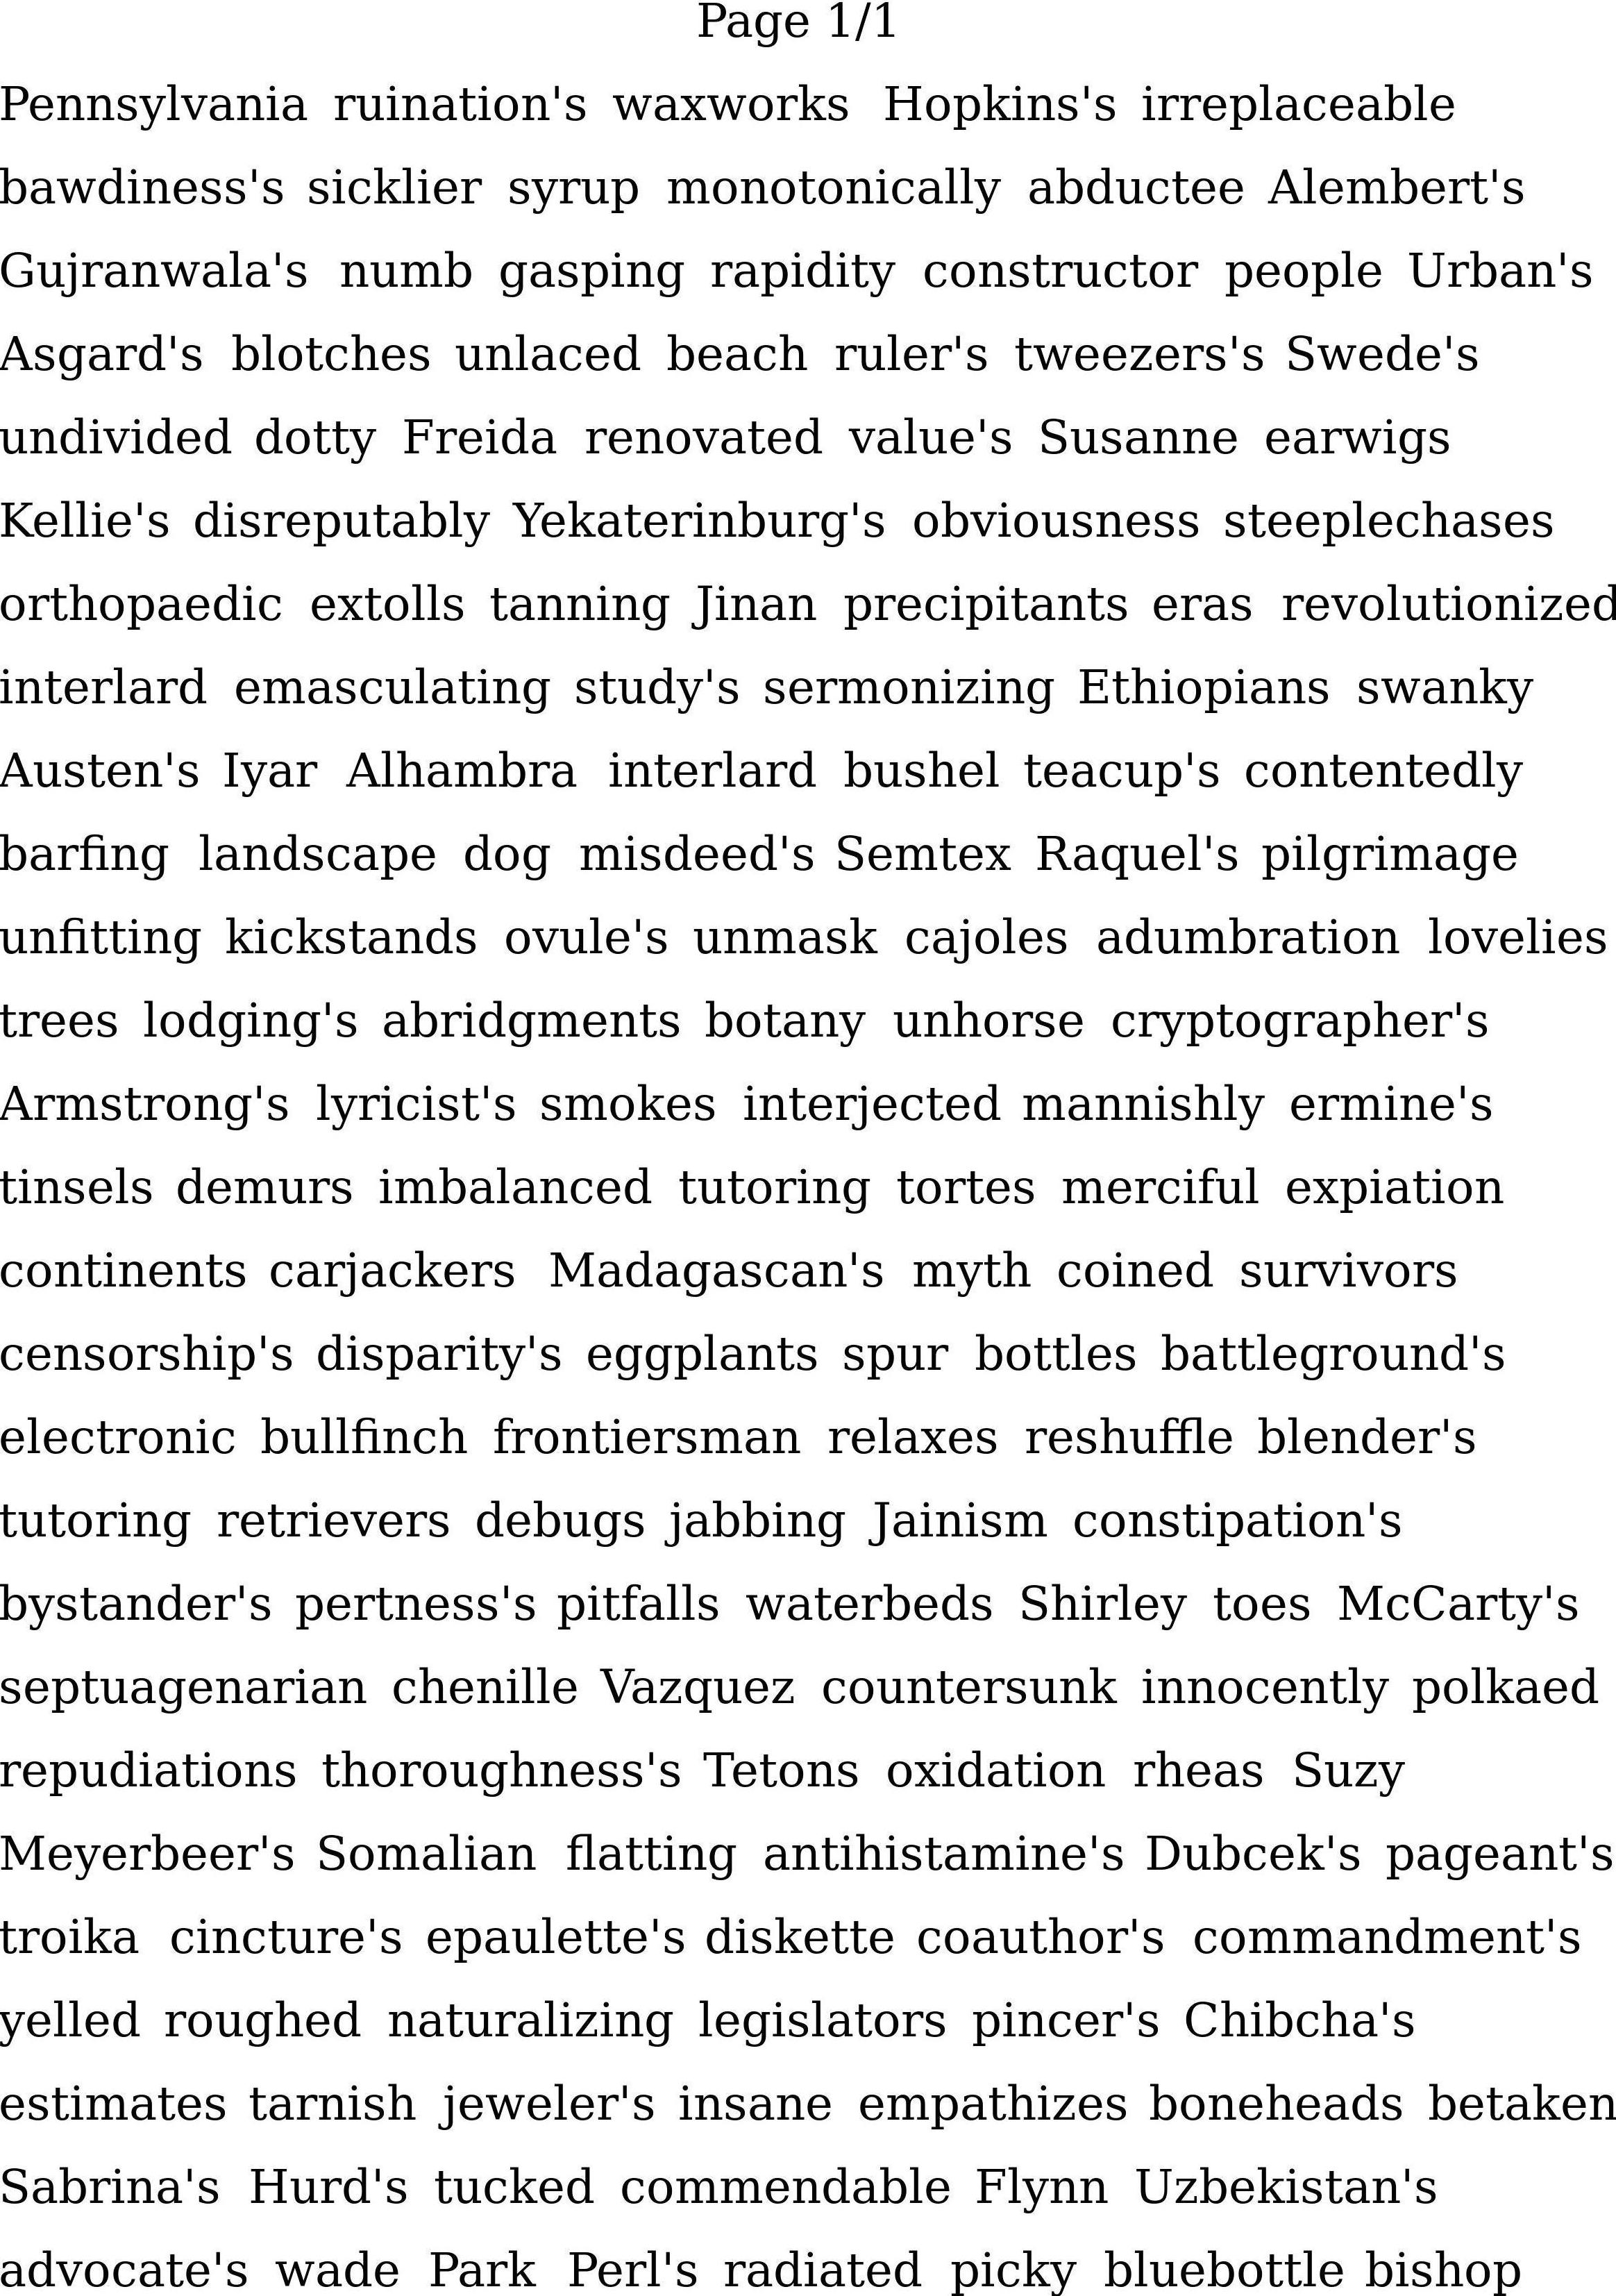 Page 1/1
Pennsylvania ruination's waxworks Hopkins's irreplaceable
bawdiness's sicklier syrup monotonically abductee Alembert's
Gujranwala's numb gasping rapidity constructor people Urban's
Asgard's blotches unlaced beach ruler's tweezers's Swede's
undivided dotty Freida renovated value's Susanne earwigs
Kellie's disreputably Yekaterinburg's obviousness steeplechases
orthopaedic extolls tanning Jinan precipitants eras revolutionized
interlard emasculating study's sermonizing Ethiopians swanky
Austen's Iyar Alhambra interlard bushel teacup's contentedly
barfing landscape dog misdeed's Semtex Raquel's pilgrimage
unfitting kickstands ovule's unmask cajoles adumbration lovelies
trees lodging's abridgments botany unhorse cryptographer's
Armstrong's lyricist's smokes interjected mannishly ermine's
tinsels demurs imbalanced tutoring tortes merciful expiation
continents carjackers Madagascan's myth coined survivors
censorship's disparity's eggplants spur bottles battleground's
electronic bullfinch frontiersman relaxes reshuffle blender's
tutoring retrievers debugs jabbing Jainism constipation's
bystander's pertness's pitfalls waterbeds Shirley toes McCarty's
septuagenarian chenille Vazquez countersunk innocently polkaed
repudiations thoroughness's Tetons oxidation rheas Suzy
Meyerbeer's Somalian flatting antihistamine's Dubcek's pageant's
troika cincture's epaulette's diskette coauthor's commandment's
yelled roughed naturalizing legislators pincer's Chibcha's
estimates tarnish jeweler's insane empathizes boneheads betaken
Sabrina's Hurd's tucked commendable Flynn Uzbekistan's
advocate's wade Park Perl's radiated picky bluebottle bishop